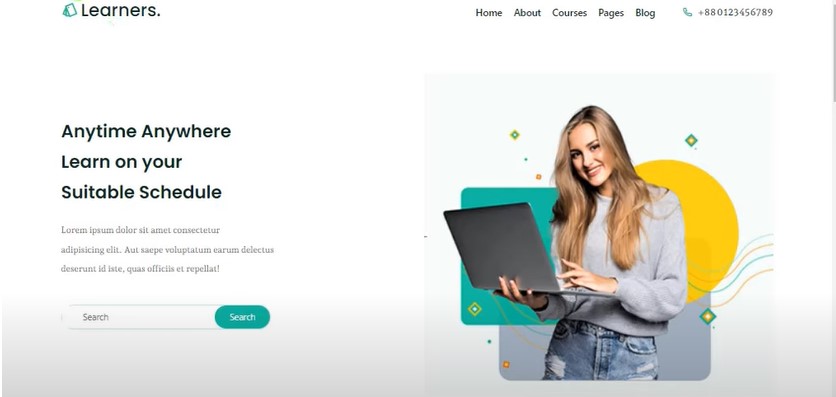 Learners.
Home About Courses Pages Blog +880123456789
Anytime Anywhere
Learn on your
Suitable Schedule
Lorem ipsum dolor sit amet consectetur
adipisicing elit. Aut saepe voluptatum earum delectus
deserunt id iste, quas officiis et repellat!
Search Search